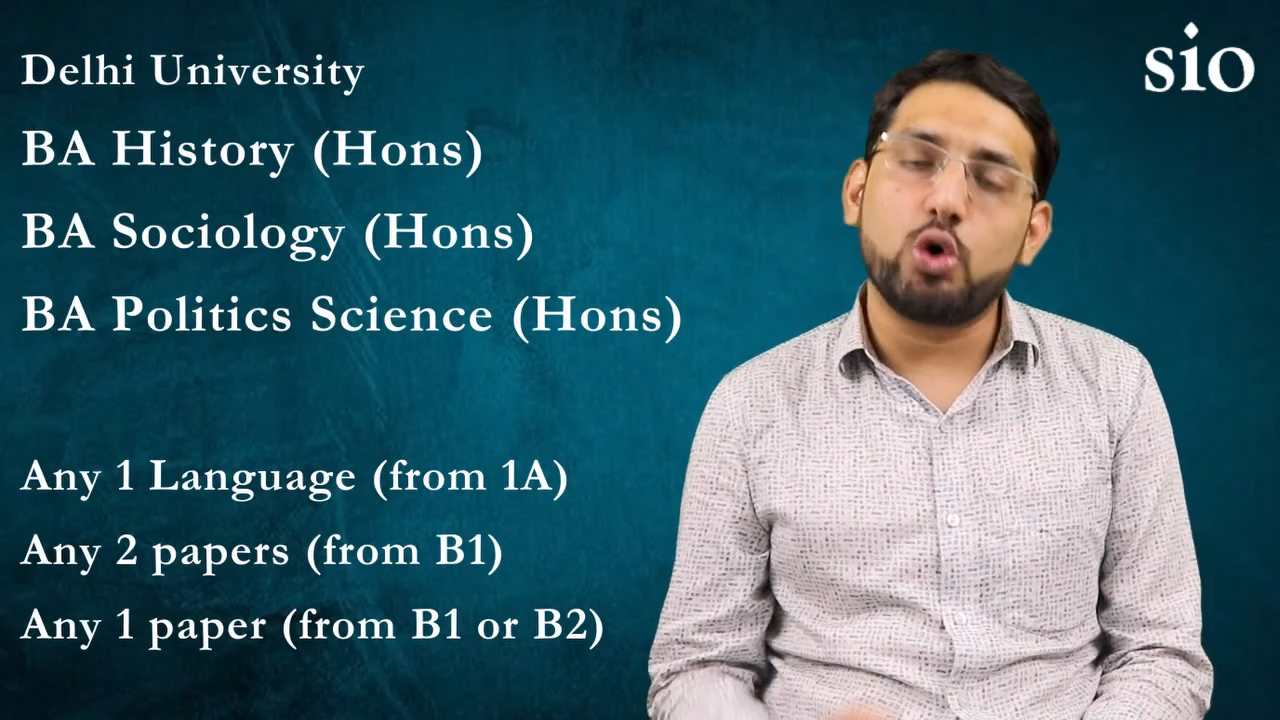 Delhi University
BA History (Hons)
BA Sociology (Hons)
BA Politics Science (Hons)
Any 1 Language (from 1A)
Any 2 papers (from B1)
Any 1 paper (from B1 or B2)
sio